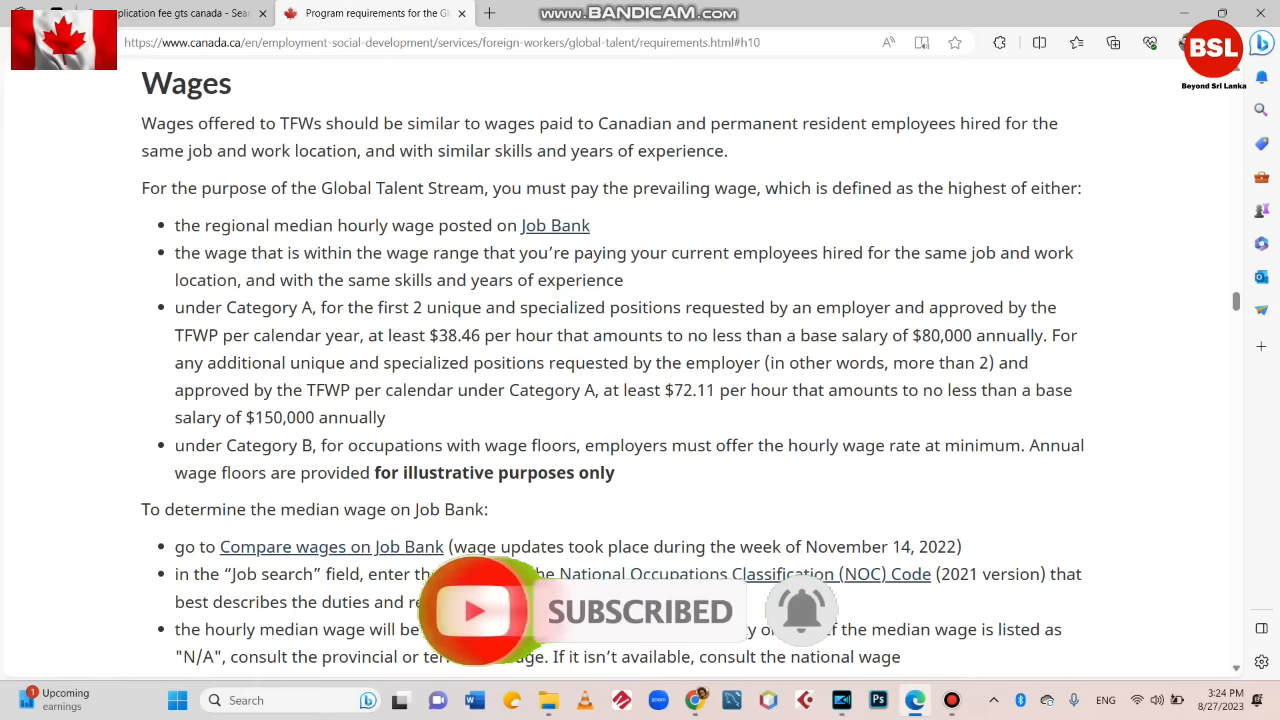 plication fee gts canada - Sear
Program requirements for the Gl
www.BANDICAM.com
https://www.canada.ca/en/employment-social-development/services/foreign-workers/global-talent/requirements.html#h10
BSL
Beyond Sri Lanka
Wages
Wages offered to TFWs should be similar to wages paid to Canadian and permanent resident employees hired for the
same job and work location, and with similar skills and years of experience.
For the purpose of the Global Talent Stream, you must pay the prevailing wage, which is defined as the highest of either:
• the regional median hourly wage posted on Job Bank
• the wage that is within the wage range that you’re paying your current employees hired for the same job and work
location, and with the same skills and years of experience
• under Category A, for the first 2 unique and specialized positions requested by an employer and approved by the
TFWP per calendar year, at least $38.46 per hour that amounts to no less than a base salary of $80,000 annually. For
any additional unique and specialized positions requested by the employer (in other words, more than 2) and
approved by the TFWP per calendar under Category A, at least $72.11 per hour that amounts to no less than a base
salary of $150,000 annually
• under Category B, for occupations with wage floors, employers must offer the hourly wage rate at minimum. Annual
wage floors are provided for illustrative purposes only
To determine the median wage on Job Bank:
• go to Compare wages on Job Bank (wage updates took place during the week of November 14, 2022)
• in the “Job search” field, enter the National Occupations Classification (NOC) Code (2021 version) that
best describes the duties and
SUBSCRIBED
• the hourly median wage will be the median wage is listed as
"N/A", consult the provincial or If it isn’t available, consult the national wage
1
Upcoming
earnings
Search
ENG
3:24 PM
8/27/2023